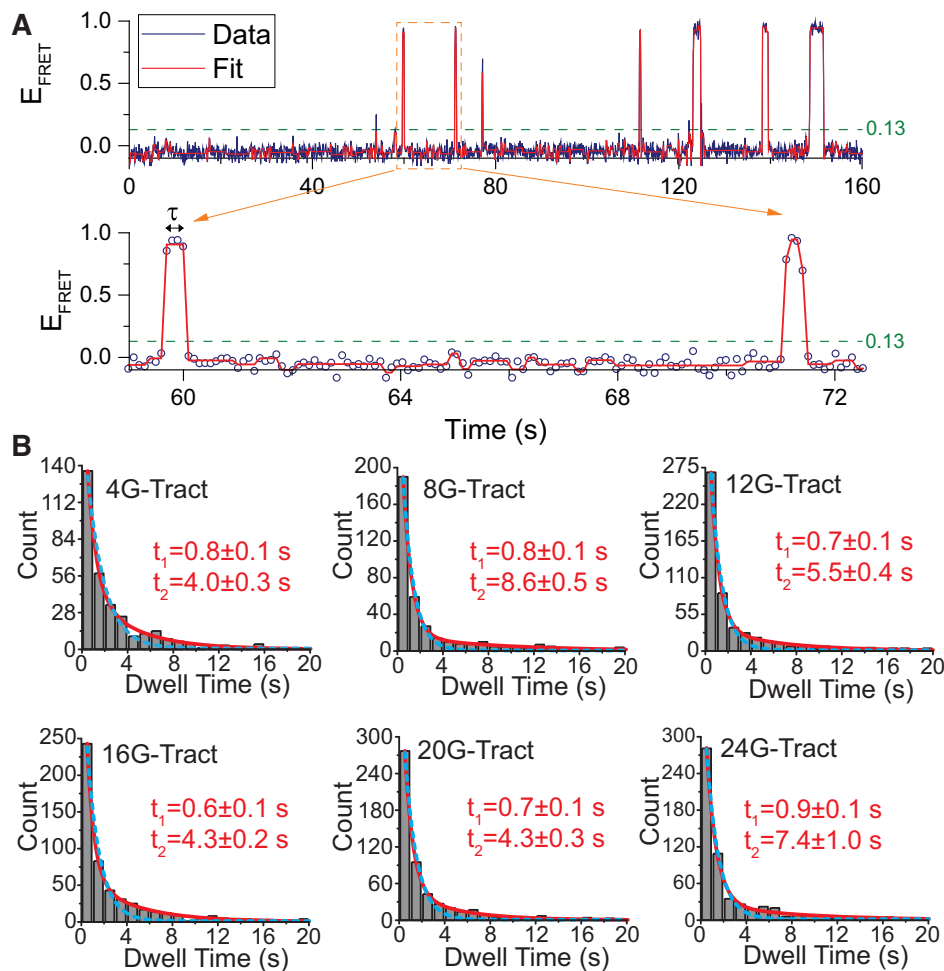 A
Data
Fit
E_FRET
1.0
0.5
0.0
0.13
0 40 80 120 160
τ
E_FRET
1.0
0.5
0.0
0.13
60 64 68 72
Time (s)
B
4G-Tract
t₁=0.8±0.1 s
t₂=4.0±0.3 s
Count
140
112
84
56
28
0
0 4 8 12 16 20
Dwell Time (s)
8G-Tract
t₁=0.8±0.1 s
t₂=8.6±0.5 s
Count
200
160
120
80
40
0
0 4 8 12 16 20
Dwell Time (s)
12G-Tract
t₁=0.7±0.1 s
t₂=5.5±0.4 s
Count
275
220
165
110
55
0
0 4 8 12 16 20
Dwell Time (s)
16G-Tract
t₁=0.6±0.1 s
t₂=4.3±0.2 s
Count
250
200
150
100
50
0
0 4 8 12 16 20
Dwell Time (s)
20G-Tract
t₁=0.7±0.1 s
t₂=4.3±0.3 s
Count
300
240
180
120
60
0
0 4 8 12 16 20
Dwell Time (s)
24G-Tract
t₁=0.9±0.1 s
t₂=7.4±1.0 s
Count
300
240
180
120
60
0
0 4 8 12 16 20
Dwell Time (s)